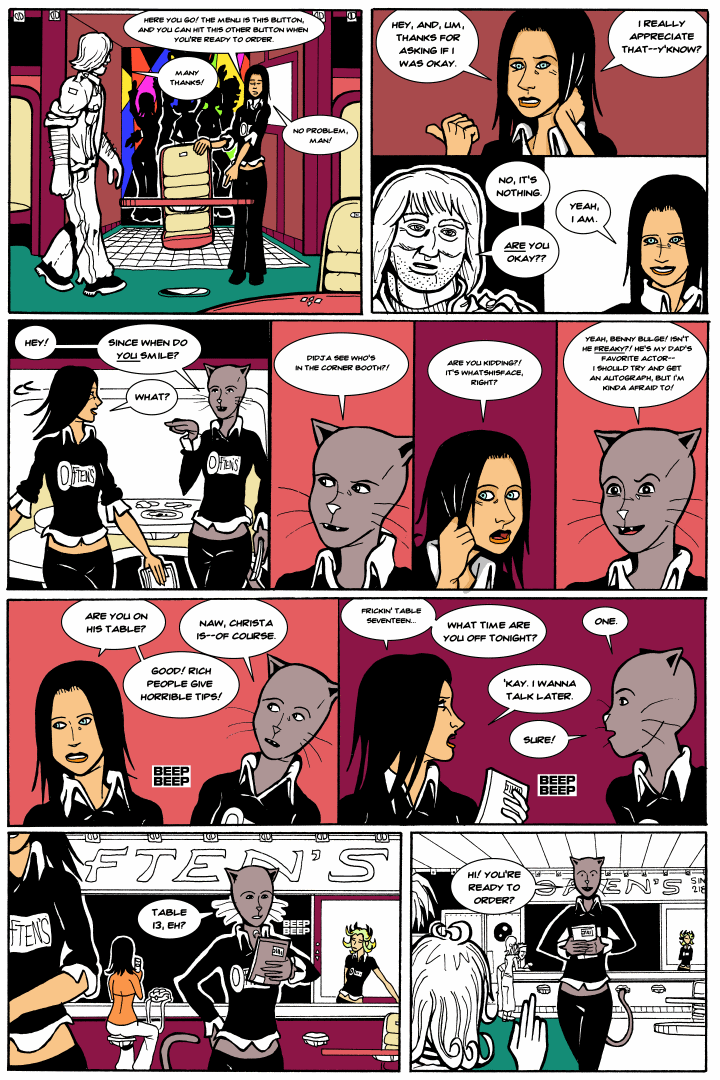 HERE YOU GO! THE MENU IS THIS BUTTON,
AND YOU CAN HIT THIS OTHER BUTTON WHEN
YOU'RE READY TO ORDER.
MANY
THANKS!
NO PROBLEM,
MAN!
HEY, AND, UM,
THANKS FOR
ASKING IF I
WAS OKAY.
I REALLY
APPRECIATE
THAT--Y'KNOW?
NO, IT'S
NOTHING.
ARE YOU
OKAY??
YEAH,
I AM.
HEY!
SINCE WHEN DO
YOU SMILE?
WHAT?
OFTEN'S
OFTEN'S
DIDJA SEE WHO'S
IN THE CORNER BOOTH?!
ARE YOU KIDDING?!
IT'S WHATSHISFACE,
RIGHT?
YEAH, BENNY BULGE! ISN'T
HE FREAKY?! HE'S MY DAD'S
FAVORITE ACTOR--
I SHOULD TRY AND GET
AN AUTOGRAPH, BUT I'M
KINDA AFRAID TO!
ARE YOU ON
HIS TABLE?
NAW, CHRISTA
IS--OF COURSE.
GOOD! RICH
PEOPLE GIVE
HORRIBLE TIPS!
BEEP
BEEP
FRICKIN' TABLE
SEVENTEEN...
WHAT TIME ARE
YOU OFF TONIGHT?
ONE.
'KAY. I WANNA
TALK LATER.
SURE!
BEEP
BEEP
FTEN'S
FTEN'S
TABLE
13, EH?
BEEP
BEEP
HI! YOU'RE
READY TO
ORDER?
OFTEN'S
SIN
218